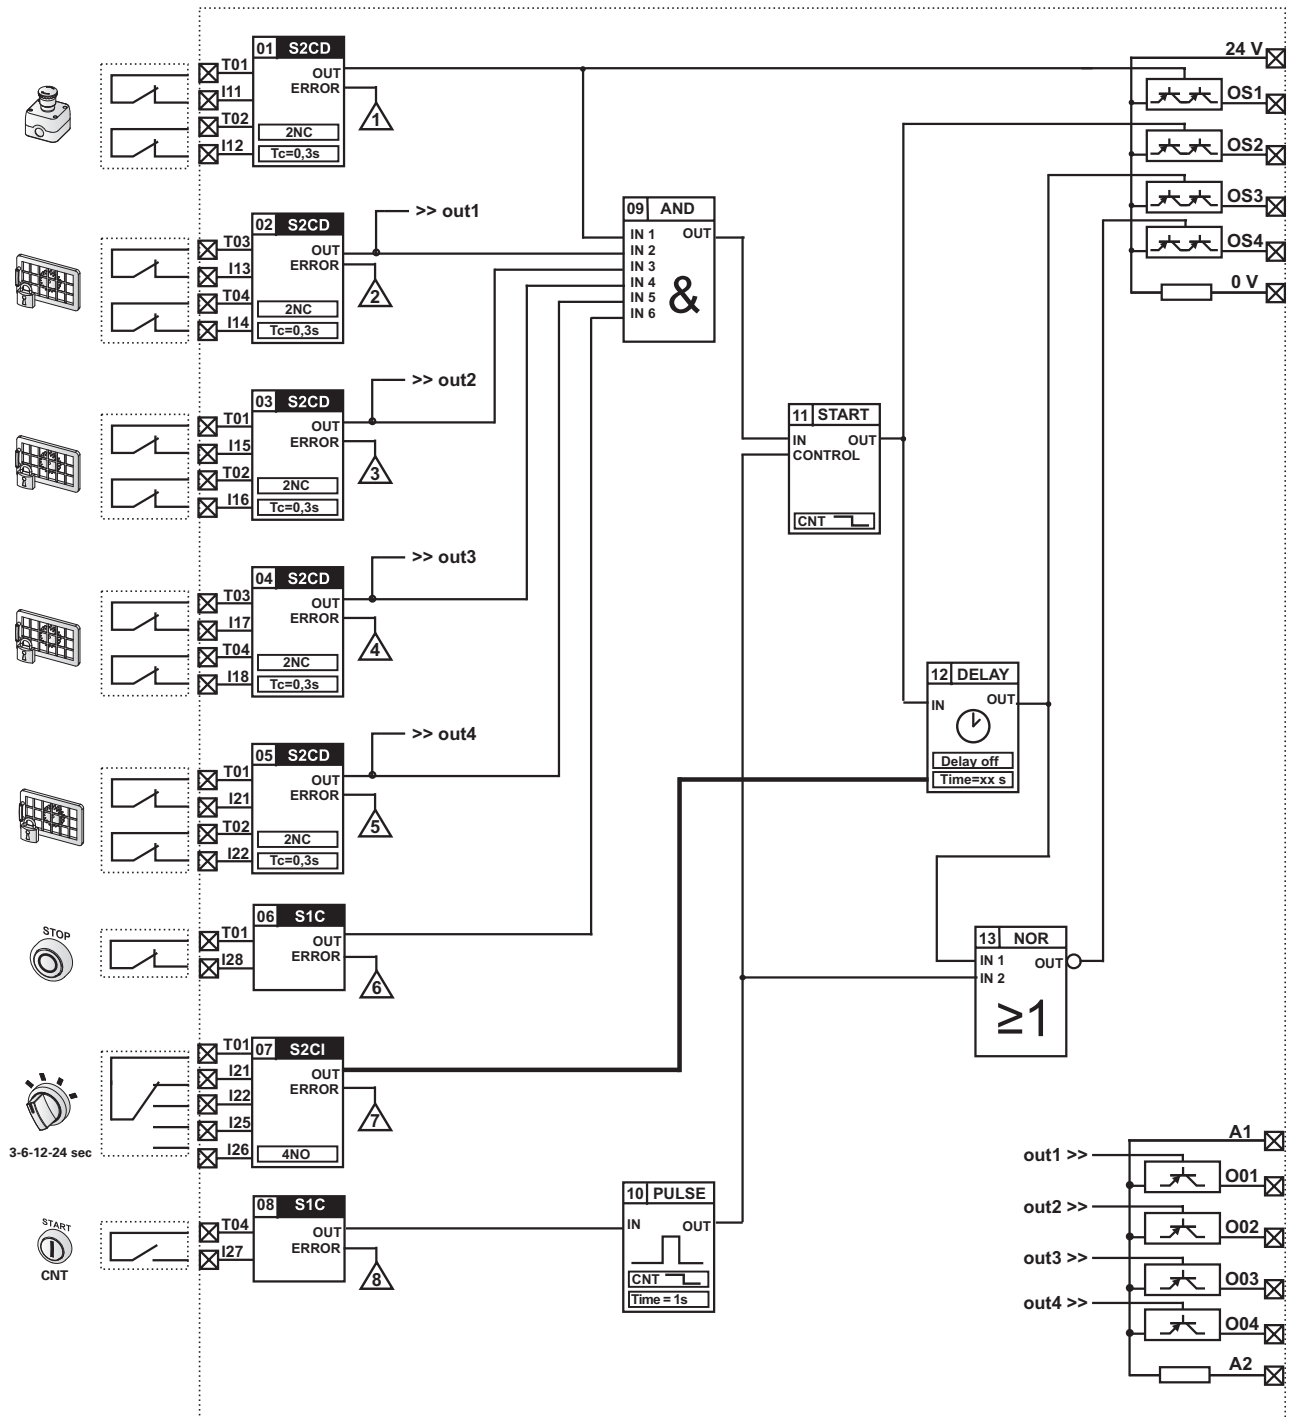 01 S2CD
T01
OUT
I11
ERROR
1
T02
2NC
I12
Tc=0,3s
24 V
OS1
OS2
OS3
OS4
0 V
>> out1
02 S2CD
T03
OUT
I13
ERROR
2
T04
2NC
I14
Tc=0,3s
09 AND
IN 1
OUT
IN 2
IN 3
IN 4
IN 5
IN 6
&
>> out2
03 S2CD
T01
OUT
I15
ERROR
3
T02
2NC
I16
Tc=0,3s
11 START
IN
OUT
CONTROL
CNT
>> out3
04 S2CD
T03
OUT
I17
ERROR
4
T04
2NC
I18
Tc=0,3s
12 DELAY
IN
OUT
Delay off
Time=xx s
>> out4
05 S2CD
T01
OUT
I21
ERROR
5
T02
2NC
I22
Tc=0,3s
STOP
06 S1C
T01
OUT
I28
ERROR
6
13 NOR
IN 1
OUT
IN 2
≥1
3-6-12-24 sec
07 S2CI
T01
OUT
I21
ERROR
I22
7
I25
I26
4NO
START
CNT
08 S1C
T04
OUT
I27
ERROR
8
10 PULSE
IN
OUT
CNT
Time = 1s
A1
out1 >>
O01
out2 >>
O02
out3 >>
O03
out4 >>
O04
A2